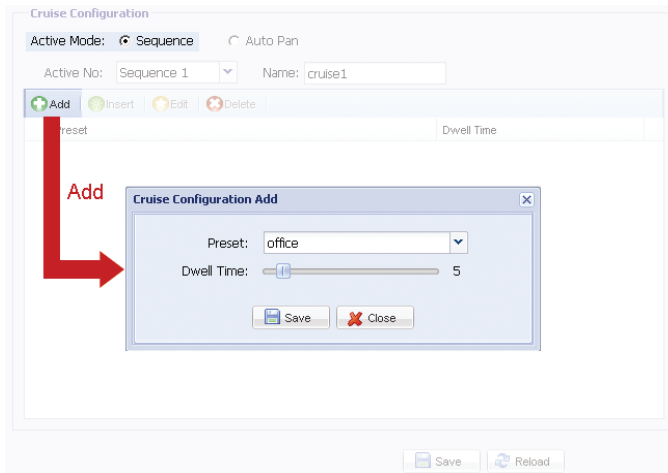 Cruise Configuration
Active Mode: Sequence Auto Pan
Active No: Sequence 1 Name: cruise1
Add Insert Edit Delete
Preset Dwell Time
Add
Cruise Configuration Add
Preset: office
Dwell Time: 5
Save Close
Save Reload